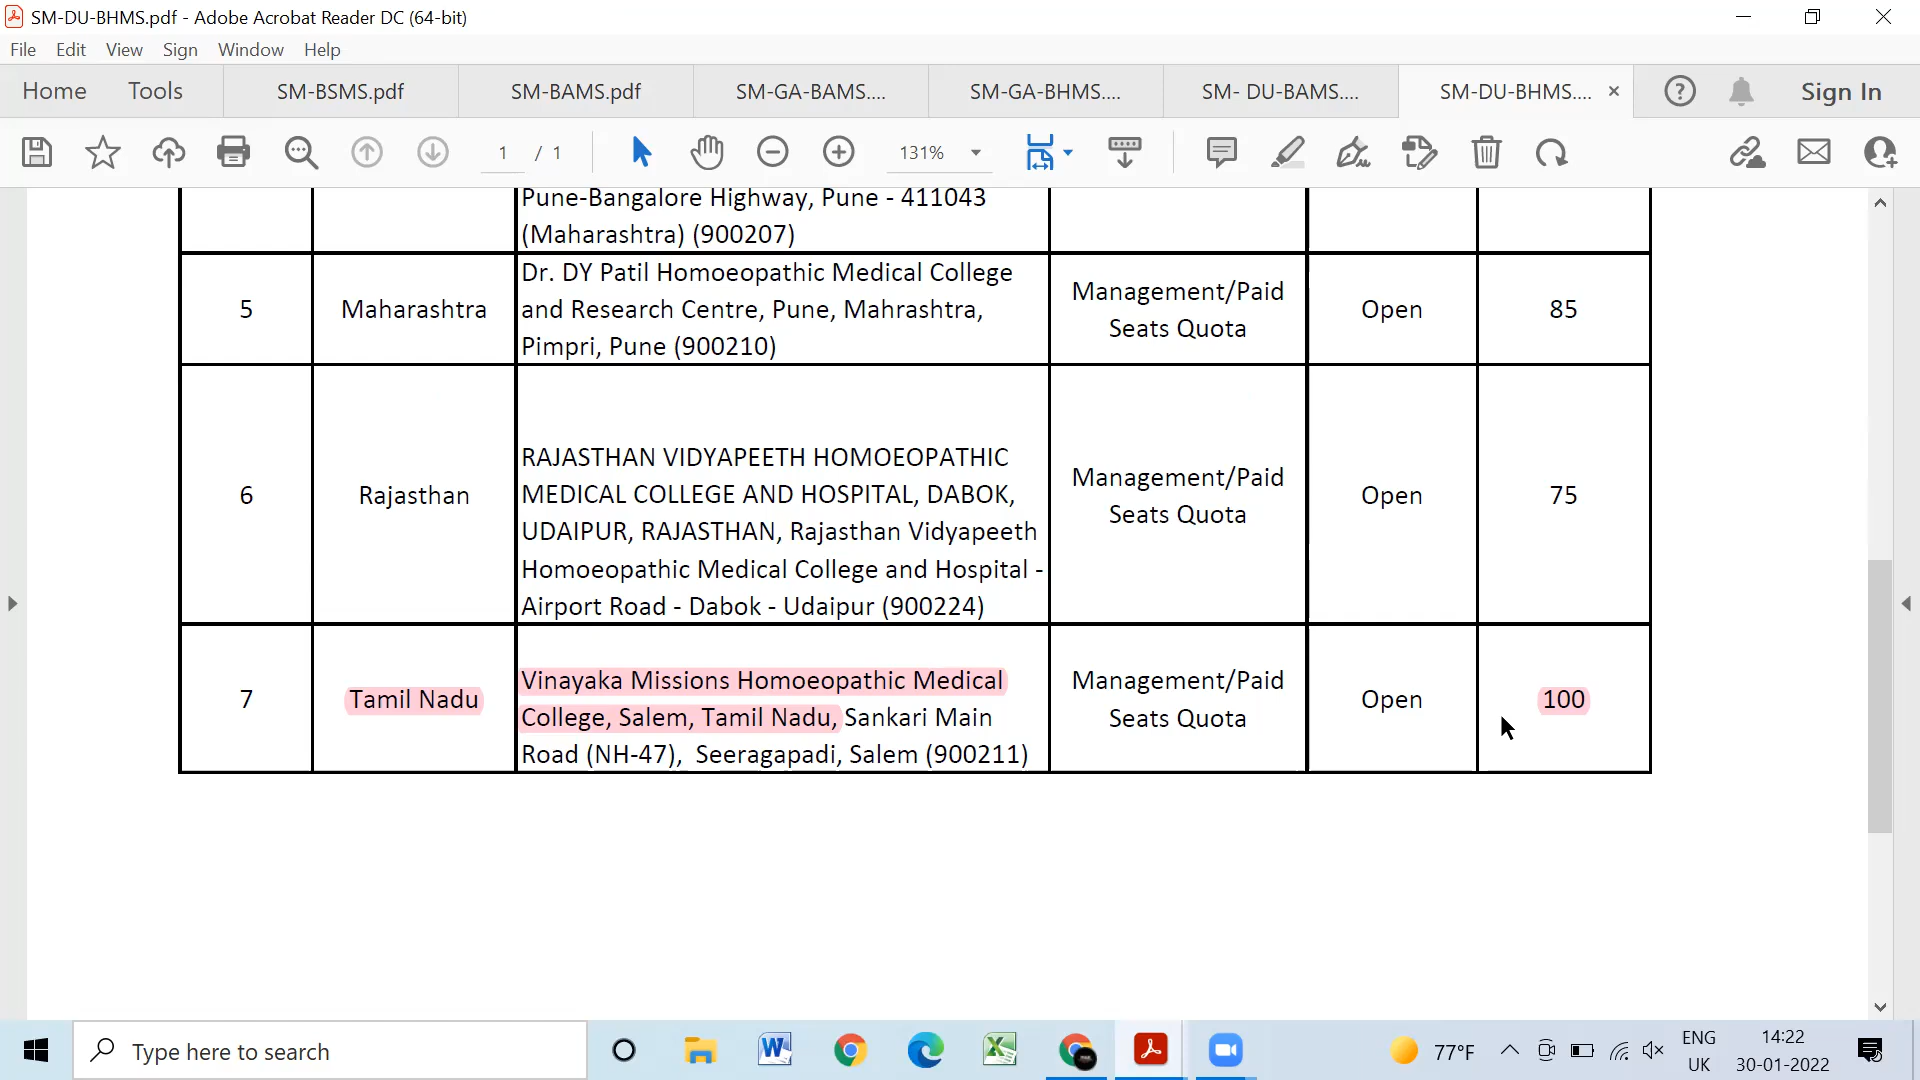 SM-DU-BHMS.pdf - Adobe Acrobat Reader DC (64-bit)
File Edit View Sign Window Help
Home Tools SM-BSMS.pdf SM-BAMS.pdf SM-GA-BAMS.... SM-GA-BHMS.... SM- DU-BAMS.... SM-DU-BHMS.... × Sign In
1 / 1 131%
Pune-Bangalore Highway, Pune - 411043
(Maharashtra) (900207)
5 Maharashtra
Dr. DY Patil Homoeopathic Medical College
and Research Centre, Pune, Mahrashtra,
Pimpri, Pune (900210)
Management/Paid
Seats Quota
Open 85
6 Rajasthan
RAJASTHAN VIDYAPEETH HOMOEOPATHIC
MEDICAL COLLEGE AND HOSPITAL, DABOK,
UDAIPUR, RAJASTHAN, Rajasthan Vidyapeeth
Homoeopathic Medical College and Hospital -
Airport Road - Dabok - Udaipur (900224)
Management/Paid
Seats Quota
Open 75
7 Tamil Nadu
Vinayaka Missions Homoeopathic Medical
College, Salem, Tamil Nadu, Sankari Main
Road (NH-47),  Seeragapadi, Salem (900211)
Management/Paid
Seats Quota
Open 100
Type here to search
77°F
ENG
UK
14:22
30-01-2022